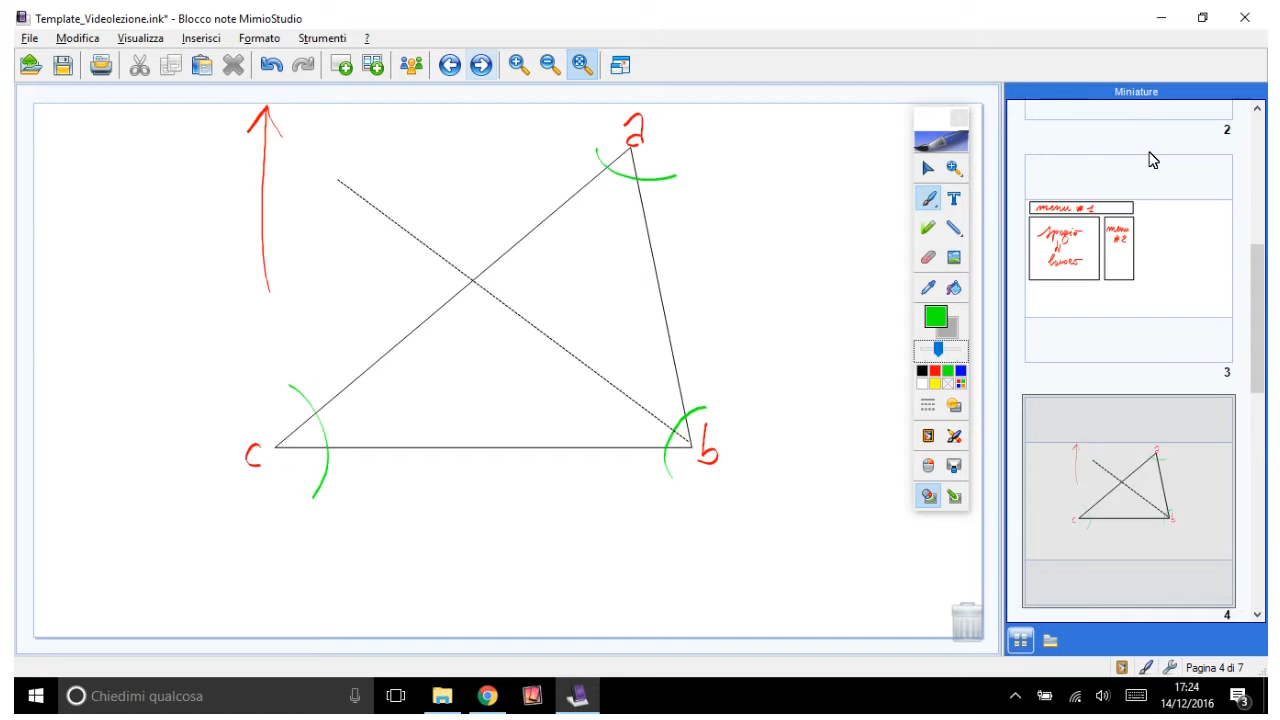 Template_Videolezione.ink* - Blocco note MimioStudio
File Modifica Visualizza Inserisci Formato Strumenti ?
Miniature
2
menu # 1
spazio
di
lavoro
menu
# 2
3
a
c
b
a
c
b
4
Pagina 4 di 7
Chiedimi qualcosa
17:24
14/12/2016
3